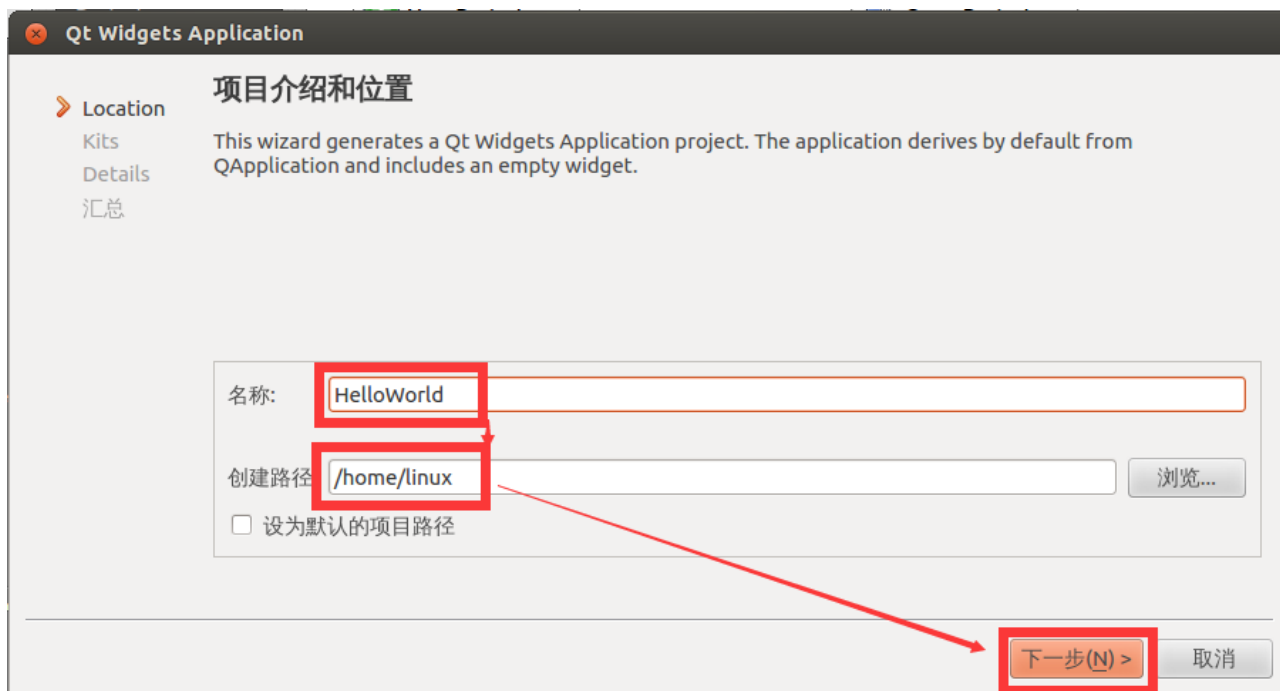 Qt Widgets Application
Location
Kits
Details
汇总
项目介绍和位置
This wizard generates a Qt Widgets Application project. The application derives by default from
QApplication and includes an empty widget.
名称: HelloWorld
创建路径 /home/linux 浏览...
设为默认的项目路径
下一步(N) > 取消